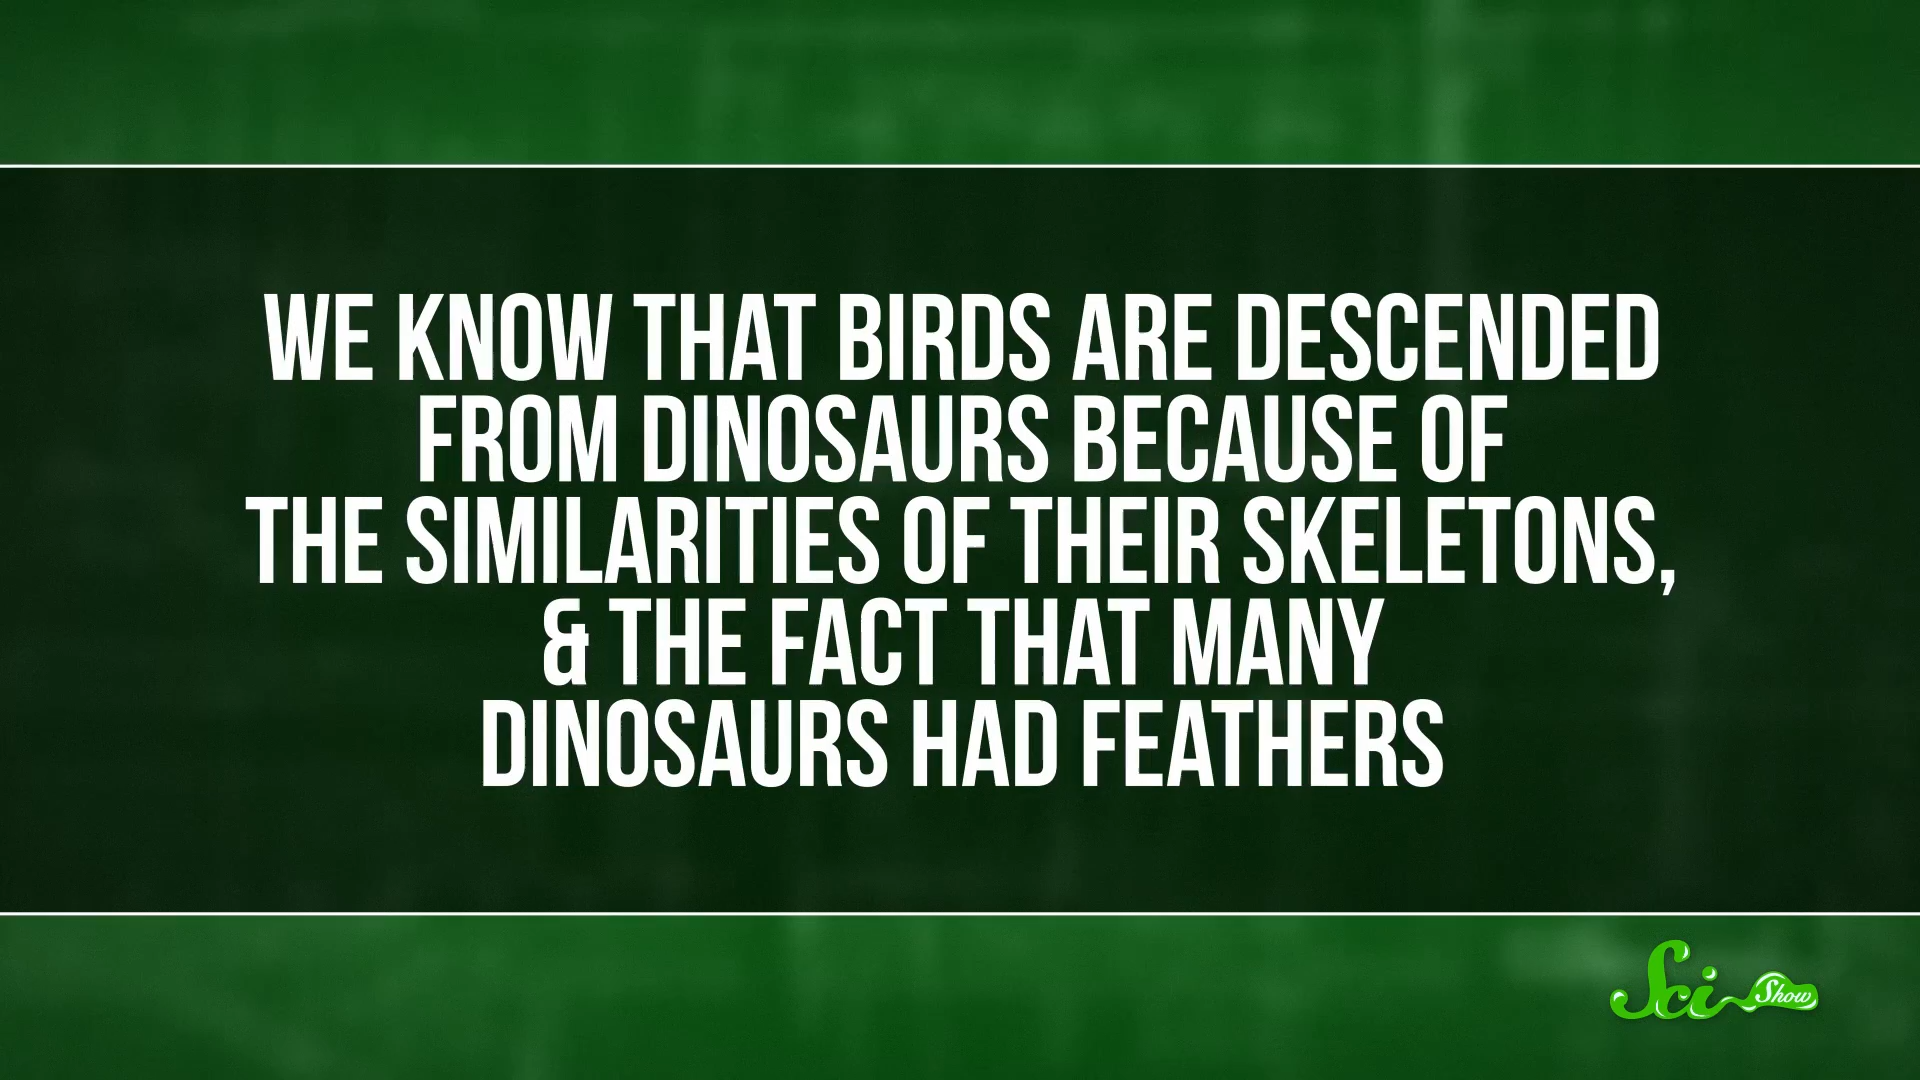 WE KNOW THAT BIRDS ARE DESCENDED
FROM DINOSAURS BECAUSE OF
THE SIMILARITIES OF THEIR SKELETONS,
& THE FACT THAT MANY
DINOSAURS HAD FEATHERS
Sci Show